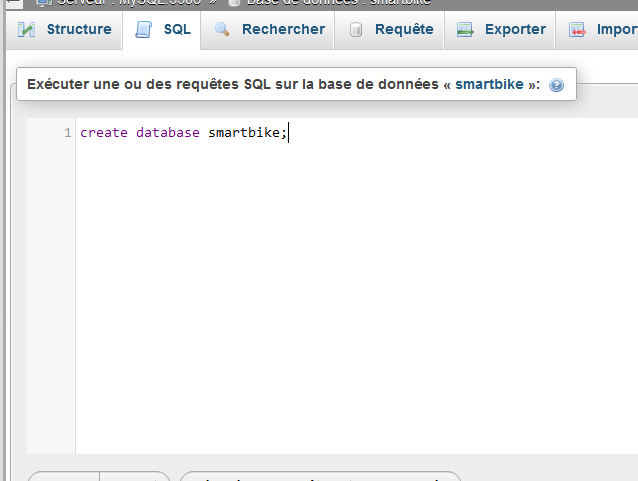 Serveur : MySQL:3308 » Base de données : smartbike
Structure SQL Rechercher Requête Exporter Impor
Exécuter une ou des requêtes SQL sur la base de données « smartbike »:
1 create database smartbike;